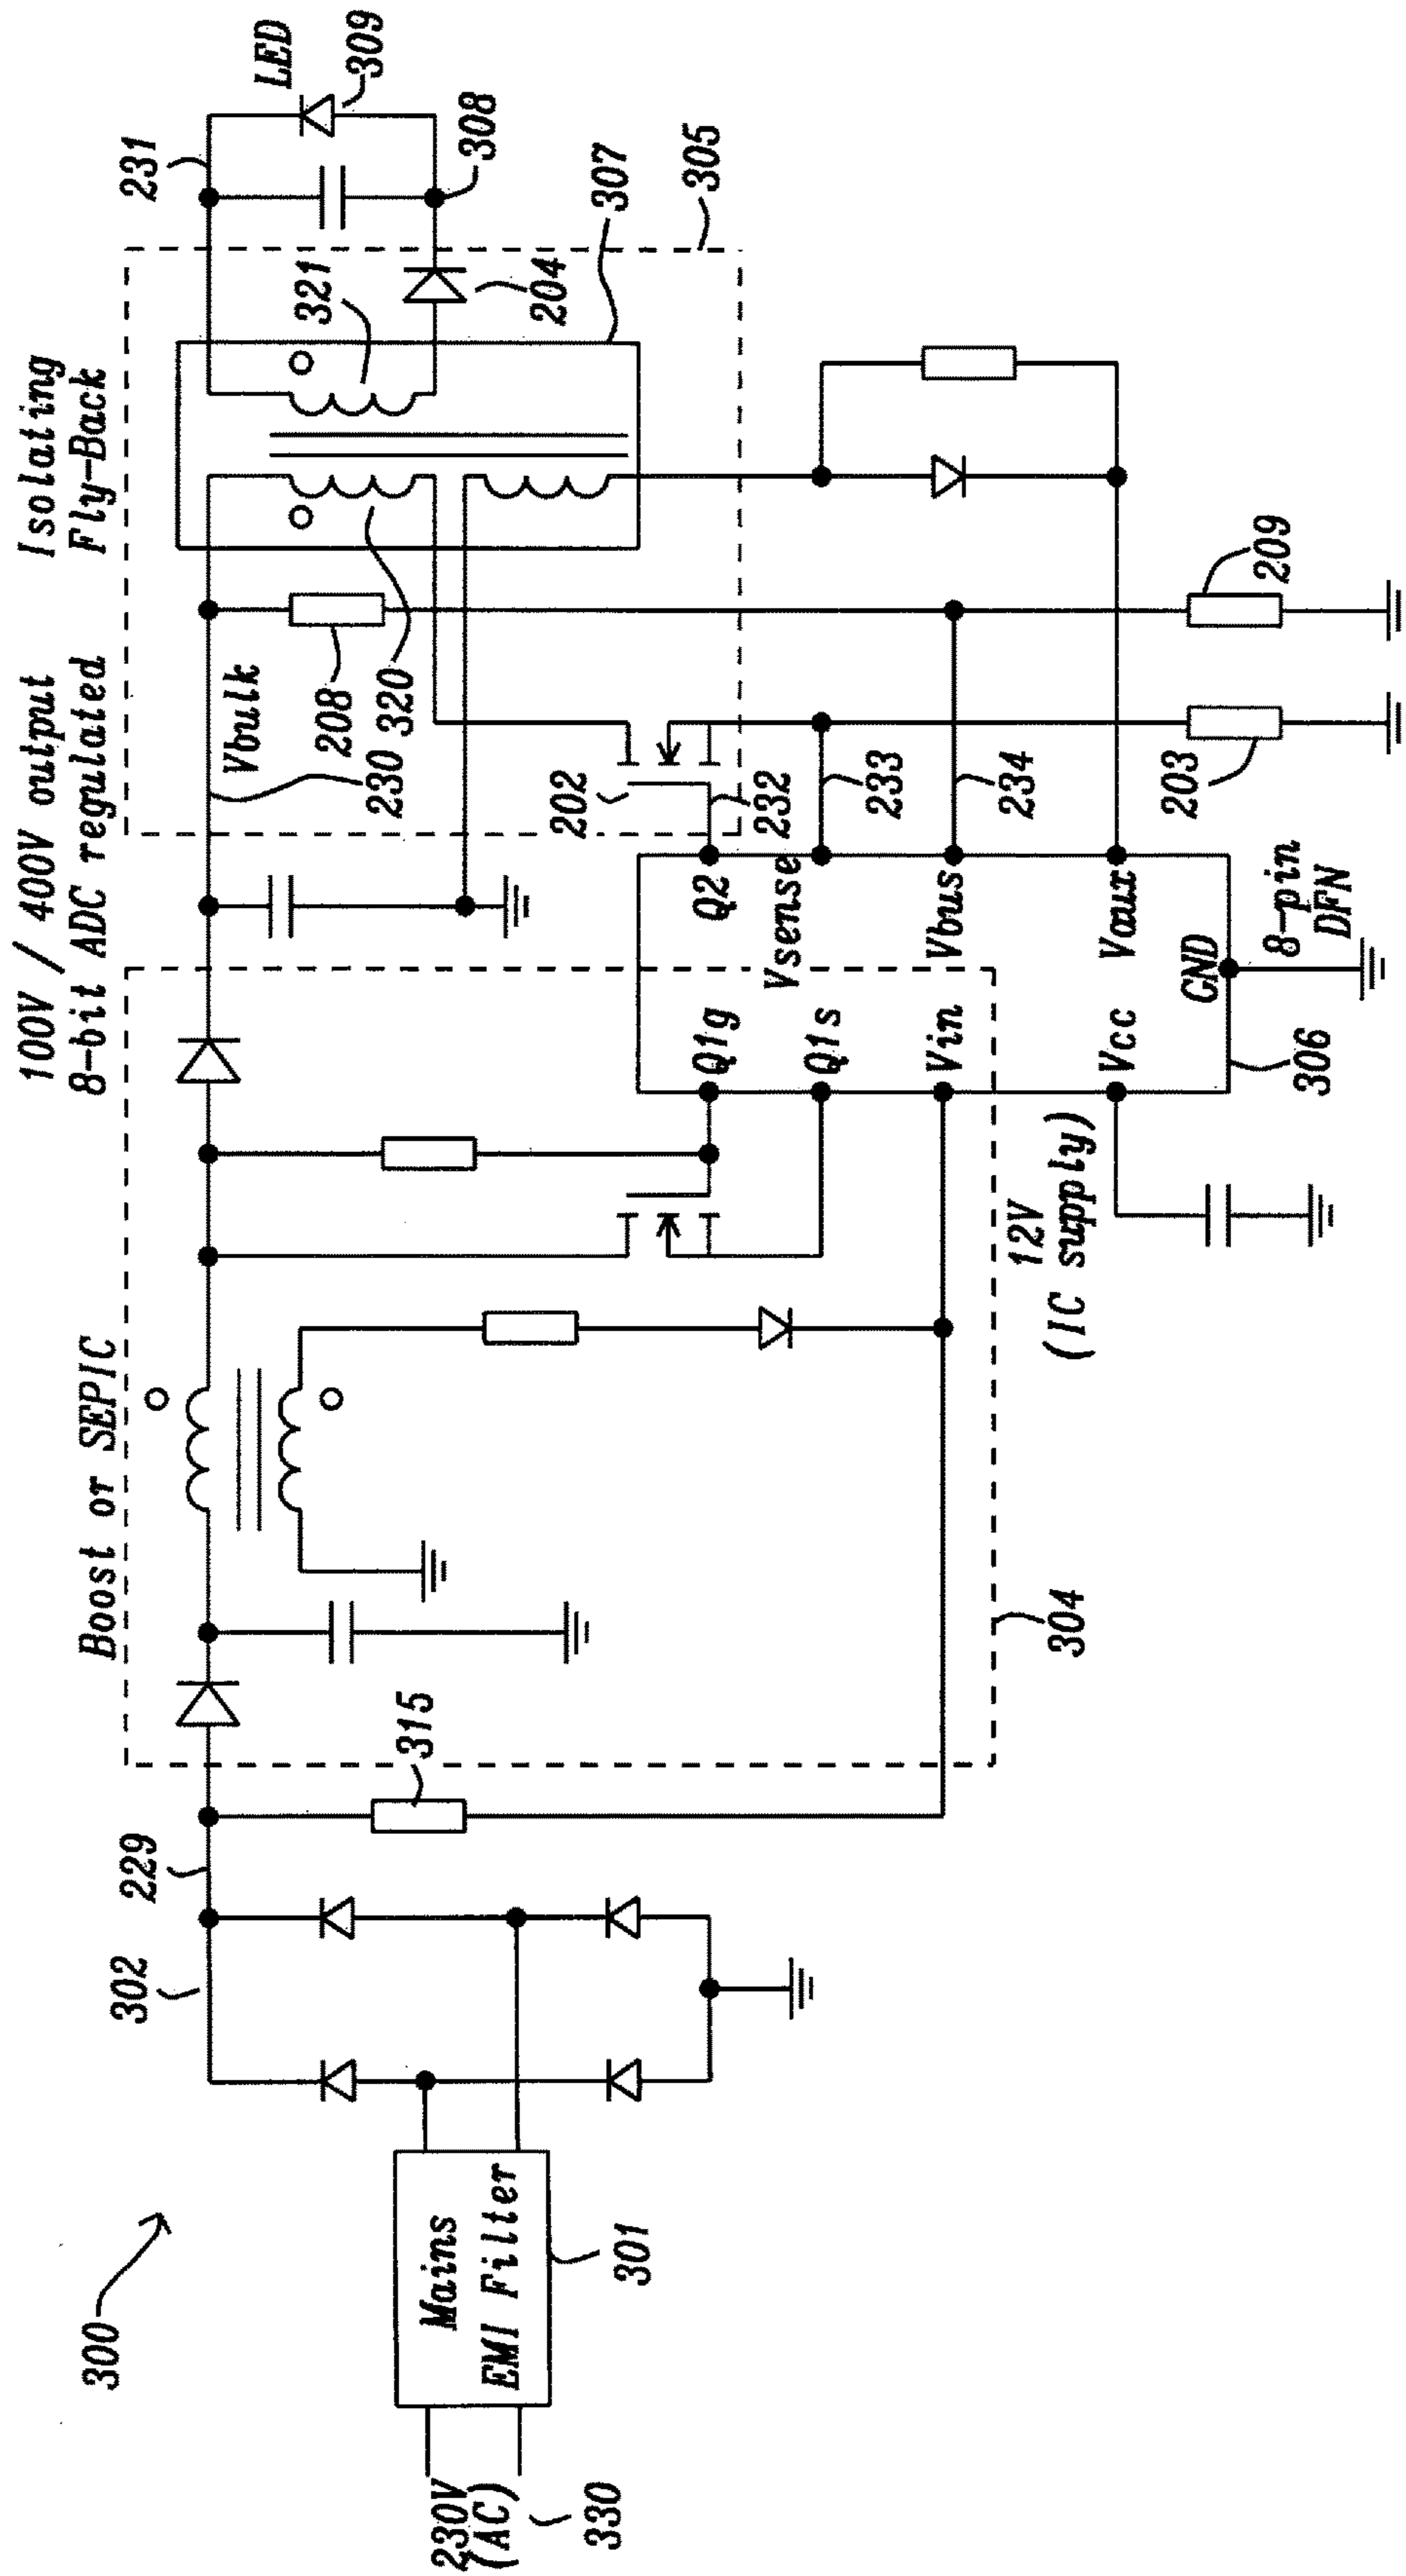 300
230V
(AC)
330
Mains
EMI Filter
301
302
229
315
Boost or SEPIC
304
100V / 400V output
8-bit ADC regulated
Isolating
Fly-Back
Vbulk
230
208
320
321
204
307
305
308
231
LED
309
202
232
233
234
203
209
12V
(IC supply)
Q1g
Q1s
Vin
Vcc
GND
Q2
Vsense
Vbus
Vaux
8-pin
DFN
306